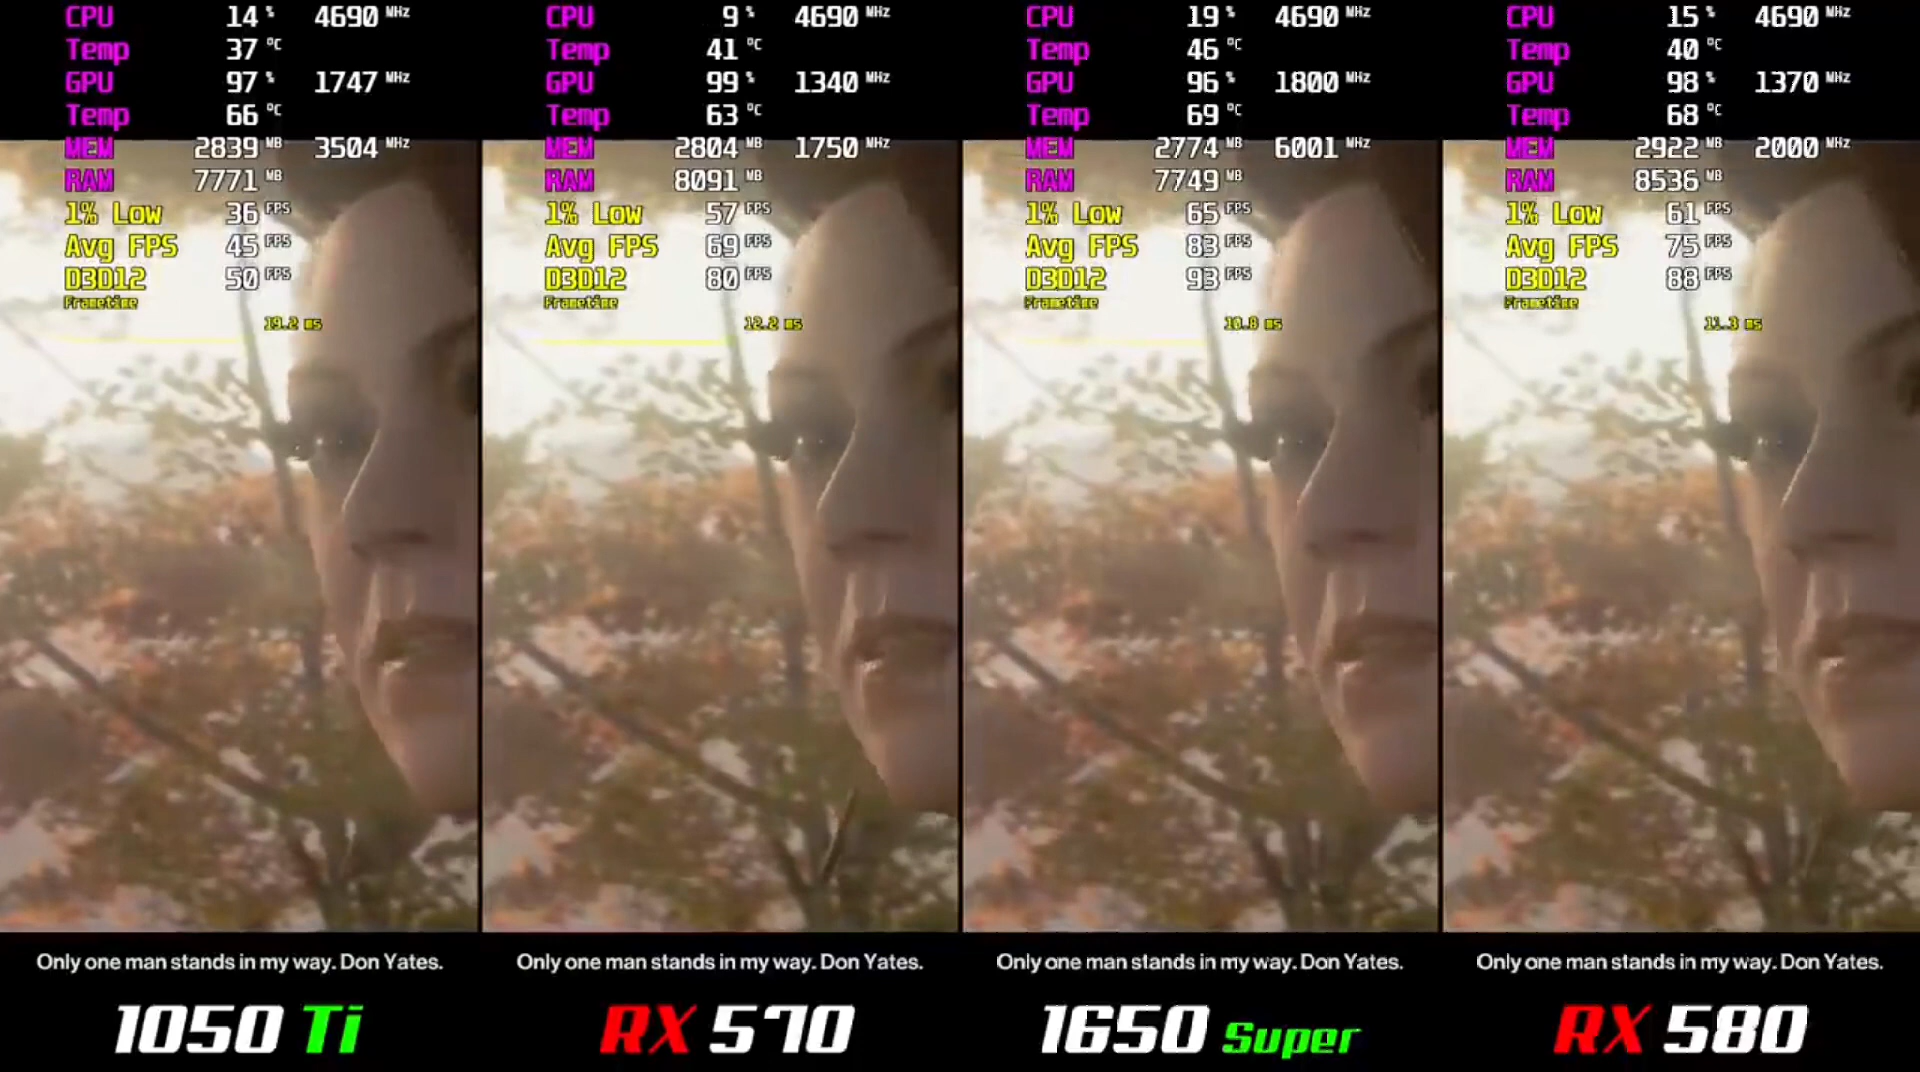 CPU 14 % 4690 MHz
Temp 37 °C
GPU 97 % 1747 MHz
Temp 66 °C
MEM 2839 MB 3504 MHz
RAM 7771 MB
1% Low 36 FPS
Avg FPS 45 FPS
D3D12 50 FPS
Frametime
19.2 ms
Only one man stands in my way. Don Yates.
1050 Ti
CPU 9 % 4690 MHz
Temp 41 °C
GPU 99 % 1340 MHz
Temp 63 °C
MEM 2804 MB 1750 MHz
RAM 8091 MB
1% Low 57 FPS
Avg FPS 69 FPS
D3D12 80 FPS
Frametime
12.2 ms
Only one man stands in my way. Don Yates.
RX 570
CPU 19 % 4690 MHz
Temp 46 °C
GPU 96 % 1800 MHz
Temp 69 °C
MEM 2774 MB 6001 MHz
RAM 7749 MB
1% Low 65 FPS
Avg FPS 83 FPS
D3D12 93 FPS
Frametime
10.8 ms
Only one man stands in my way. Don Yates.
1650 Super
CPU 15 % 4690 MHz
Temp 40 °C
GPU 98 % 1370 MHz
Temp 68 °C
MEM 2922 MB 2000 MHz
RAM 8536 MB
1% Low 61 FPS
Avg FPS 75 FPS
D3D12 88 FPS
Frametime
11.3 ms
Only one man stands in my way. Don Yates.
RX 580